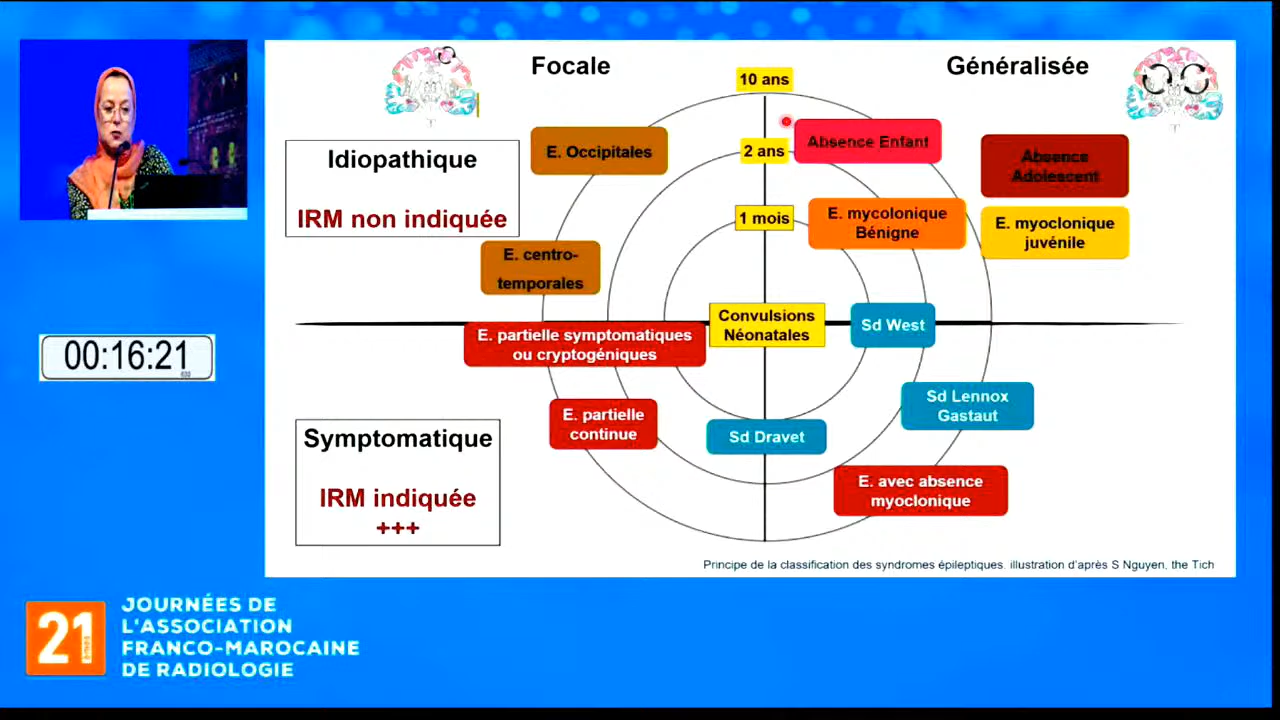 Focale
Généralisée
10 ans
Idiopathique
IRM non indiquée
E. Occipitales
2 ans
Absence Enfant
Absence
Adolescent
1 mois
E. mycolonique
Bénigne
E. myoclonique
juvénile
E. centro-
temporales
Convulsions
Néonatales
Sd West
E. partielle symptomatiques
ou cryptogéniques
00:16:21
Sd Lennox
Gastaut
E. partielle
continue
Sd Dravet
Symptomatique
IRM indiquée
+++
E. avec absence
myoclonique
Principe de la classification des syndromes épileptiques. illustration d'après S Nguyen, the Tich
21
èmes
JOURNÉES DE
L'ASSOCIATION
FRANCO-MAROCAINE
DE RADIOLOGIE